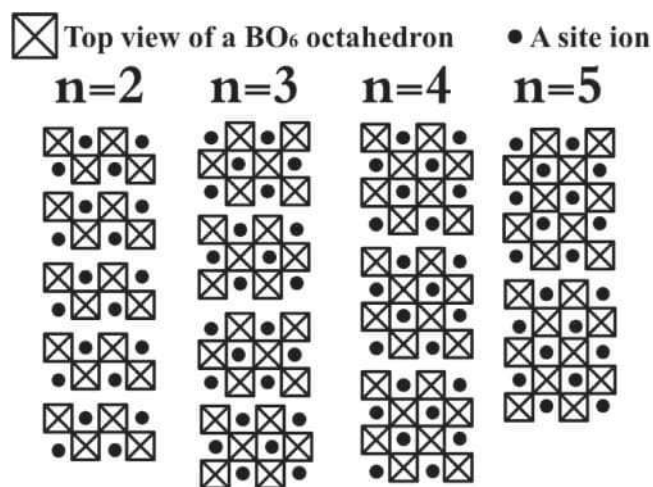 Top view of a BO₆ octahedron
A site ion
n=2 n=3 n=4 n=5